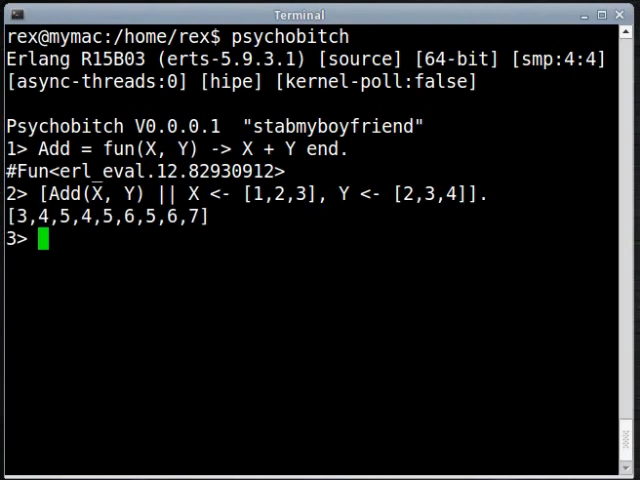 Terminal
rex@mymac:/home/rex$ psychobitch
Erlang R15B03 (erts-5.9.3.1) [source] [64-bit] [smp:4:4]
[async-threads:0] [hipe] [kernel-poll:false]
Psychobitch V0.0.0.1  "stabmyboyfriend"
1> Add = fun(X, Y) -> X + Y end.
#Fun<erl_eval.12.82930912>
2> [Add(X, Y) || X <- [1,2,3], Y <- [2,3,4]].
[3,4,5,4,5,6,5,6,7]
3>